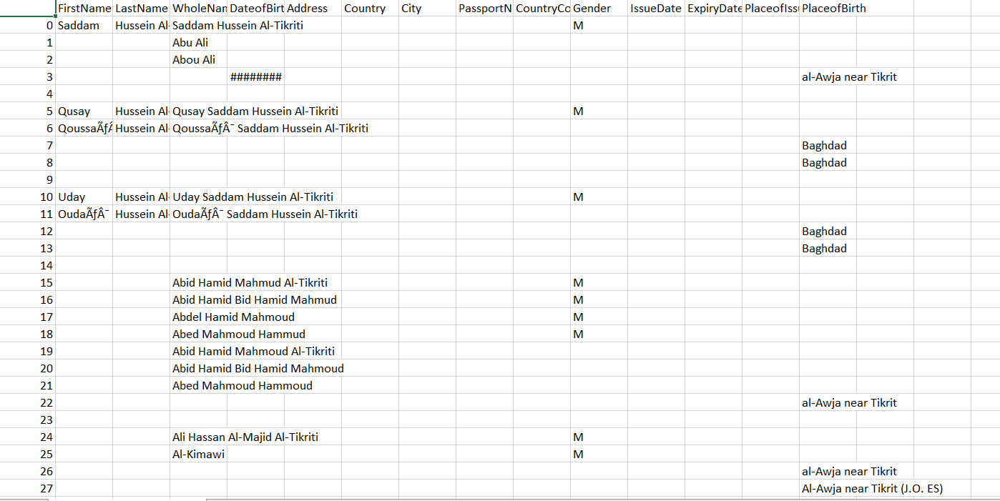 FirstName LastName WholeNam DateofBirt Address Country City PassportN CountryCo Gender IssueDate ExpiryDate PlaceofIssu PlaceofBirth
0 Saddam Hussein Al- Saddam Hussein Al-Tikriti M
1 Abu Ali
2 Abou Ali
3 ######## al-Awja near Tikrit
4
5 Qusay Hussein Al- Qusay Saddam Hussein Al-Tikriti M
6 QoussaÃƒÂ Hussein Al- QoussaÃƒÂ¯ Saddam Hussein Al-Tikriti
7 Baghdad
8 Baghdad
9
10 Uday Hussein Al- Uday Saddam Hussein Al-Tikriti M
11 OudaÃƒÂ¯ Hussein Al- OudaÃƒÂ¯ Saddam Hussein Al-Tikriti
12 Baghdad
13 Baghdad
14
15 Abid Hamid Mahmud Al-Tikriti M
16 Abid Hamid Bid Hamid Mahmud M
17 Abdel Hamid Mahmoud M
18 Abed Mahmoud Hammud M
19 Abid Hamid Mahmoud Al-Tikriti
20 Abid Hamid Bid Hamid Mahmoud
21 Abed Mahmoud Hammoud
22 al-Awja near Tikrit
23
24 Ali Hassan Al-Majid Al-Tikriti M
25 Al-Kimawi M
26 al-Awja near Tikrit
27 Al-Awja near Tikrit (J.O. ES)